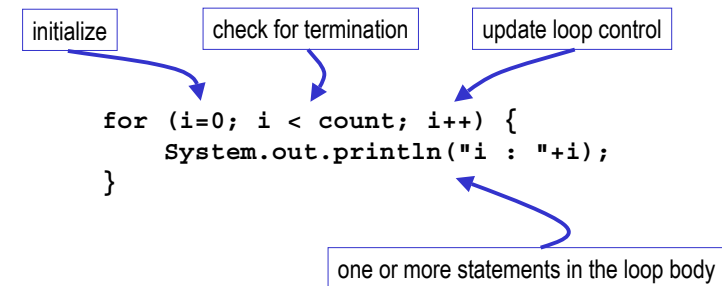 initialize
check for termination
update loop control
for (i=0; i < count; i++) {
System.out.println("i : "+i);
}
one or more statements in the loop body